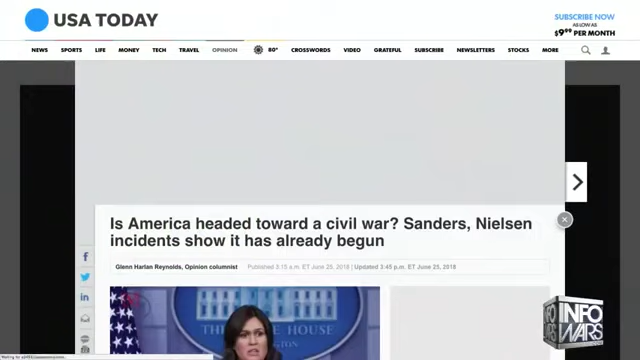 USA TODAY
SUBSCRIBE NOW
AS LOW AS
$9.99 PER MONTH
NEWS SPORTS LIFE MONEY TECH TRAVEL OPINION 80° CROSSWORDS VIDEO GRATEFUL SUBSCRIBE NEWSLETTERS STOCKS MORE
Is America headed toward a civil war? Sanders, Nielsen
incidents show it has already begun
Glenn Harlan Reynolds, Opinion columnist Published 3:15 a.m. ET June 25, 2018 | Updated 3:45 p.m. ET June 25, 2018
THE WHITE HOUSE
INFO
WARS